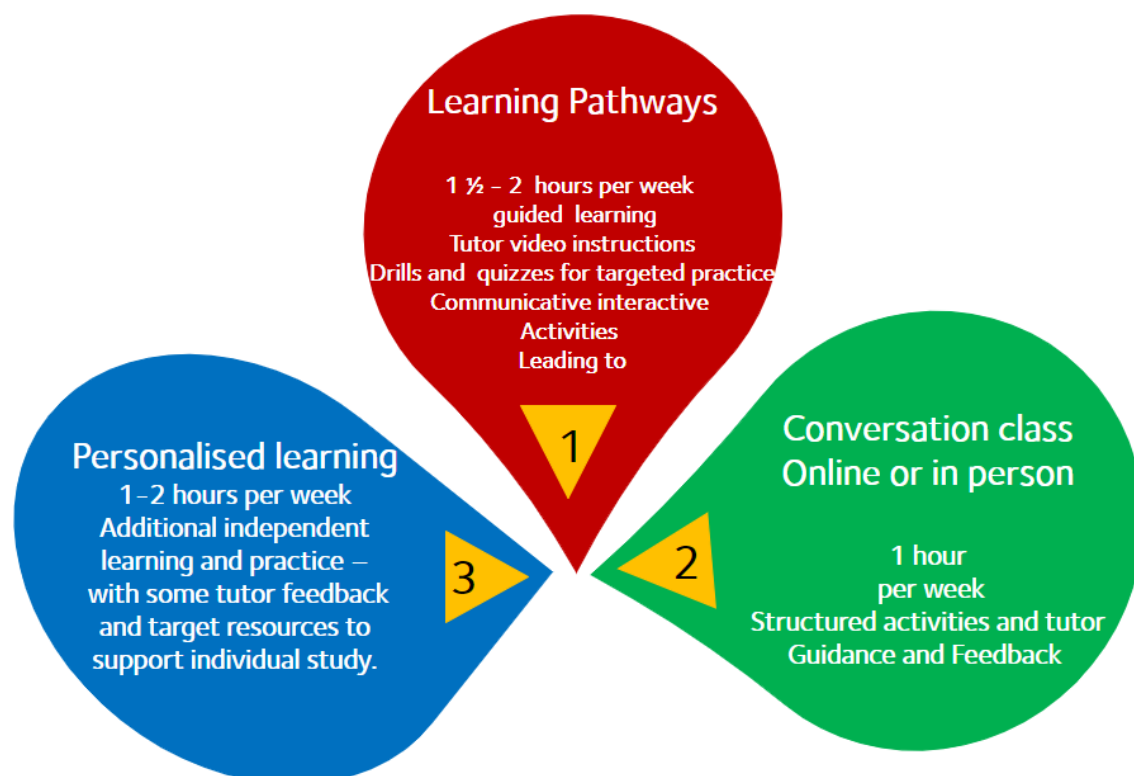 Learning Pathways
1 ½ – 2 hours per week
guided learning
Tutor video instructions
Drills and quizzes for targeted practice
Communicative interactive
Activities
Leading to
1
Conversation class
Online or in person
1 hour
per week
Structured activities and tutor
Guidance and Feedback
2
Personalised learning
1–2 hours per week
Additional independent
learning and practice –
with some tutor feedback
and target resources to
support individual study.
3